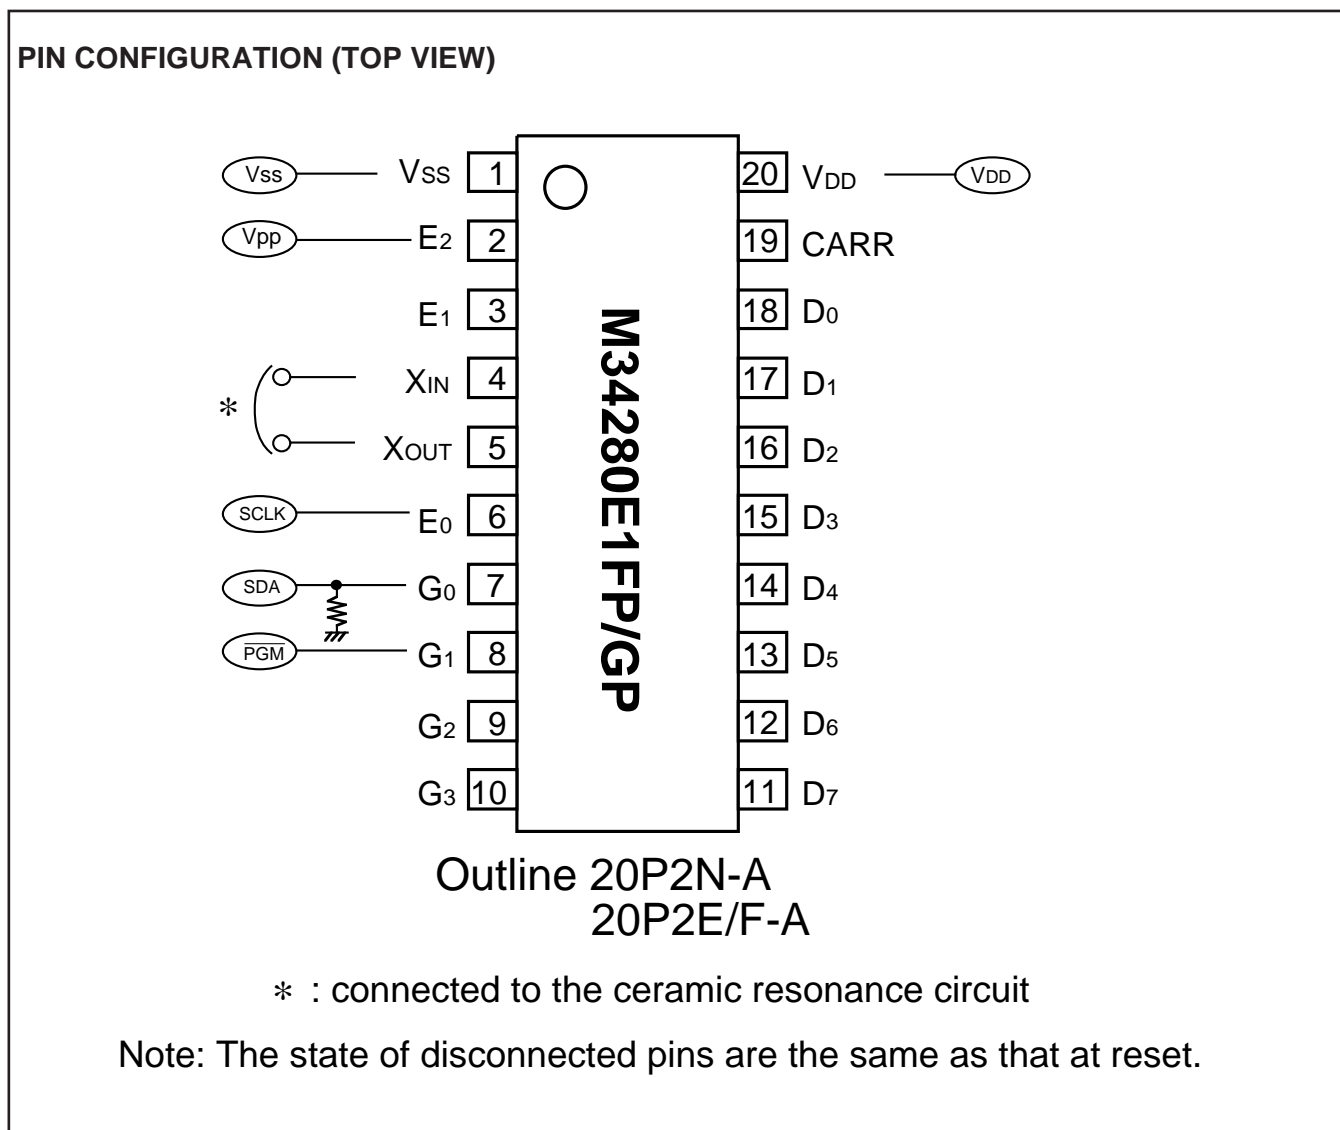 PIN CONFIGURATION (TOP VIEW)
Vss VSS 1 20 VDD VDD
Vpp E2 2 19 CARR
E1 3 18 D0
XIN 4 17 D1
*
XOUT 5 16 D2
SCLK E0 6 15 D3
SDA G0 7 14 D4
PGM G1 8 13 D5
G2 9 12 D6
G3 10 11 D7
M34280E1FP/GP
Outline 20P2N-A
20P2E/F-A
* : connected to the ceramic resonance circuit
Note: The state of disconnected pins are the same as that at reset.